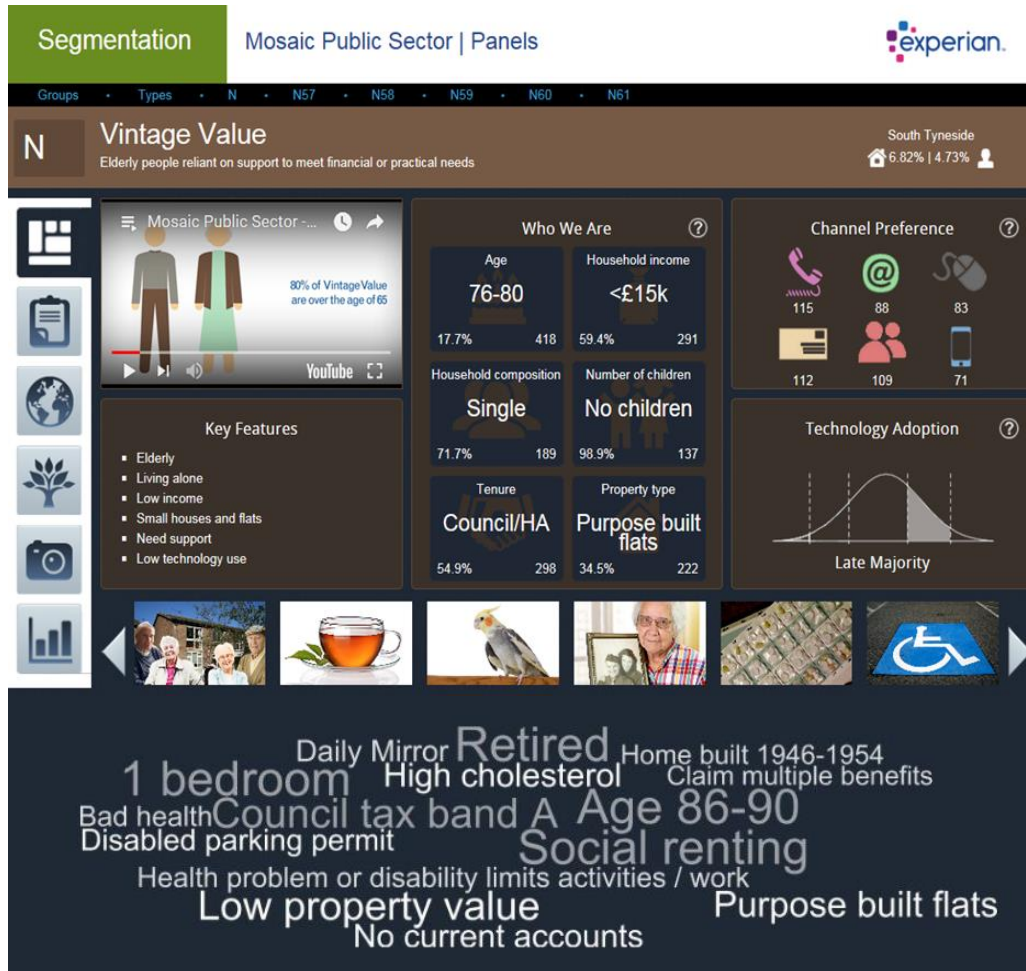 Segmentation
Mosaic Public Sector | Panels
experian.
Groups • Types • N • N57 • N58 • N59 • N60 • N61
N
Vintage Value
Elderly people reliant on support to meet financial or practical needs
South Tyneside
6.82% | 4.73%
Mosaic Public Sector -...
80% of Vintage Value
are over the age of 65
YouTube
Key Features
▪ Elderly
▪ Living alone
▪ Low income
▪ Small houses and flats
▪ Need support
▪ Low technology use
Who We Are
?
Age
76-80
17.7% 418
Household income
<£15k
59.4% 291
Household composition
Single
71.7% 189
Number of children
No children
98.9% 137
Tenure
Council/HA
54.9% 298
Property type
Purpose built
flats
34.5% 222
Channel Preference
?
@
115 88 83
112 109 71
Technology Adoption
?
Late Majority
Daily Mirror Retired Home built 1946-1954
1 bedroom High cholesterol Claim multiple benefits
Bad health Council tax band A Age 86-90
Disabled parking permit Social renting
Health problem or disability limits activities / work
Low property value Purpose built flats
No current accounts